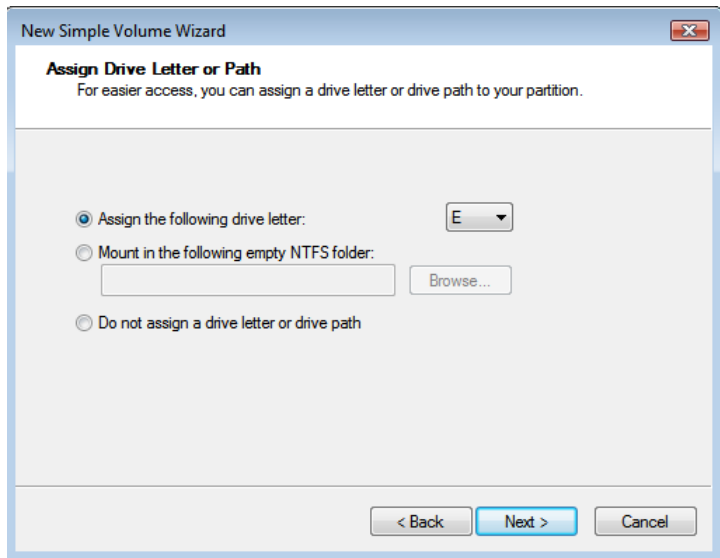 New Simple Volume Wizard
Assign Drive Letter or Path
For easier access, you can assign a drive letter or drive path to your partition.
Assign the following drive letter: E
Mount in the following empty NTFS folder:
Browse...
Do not assign a drive letter or drive path
< Back Next > Cancel